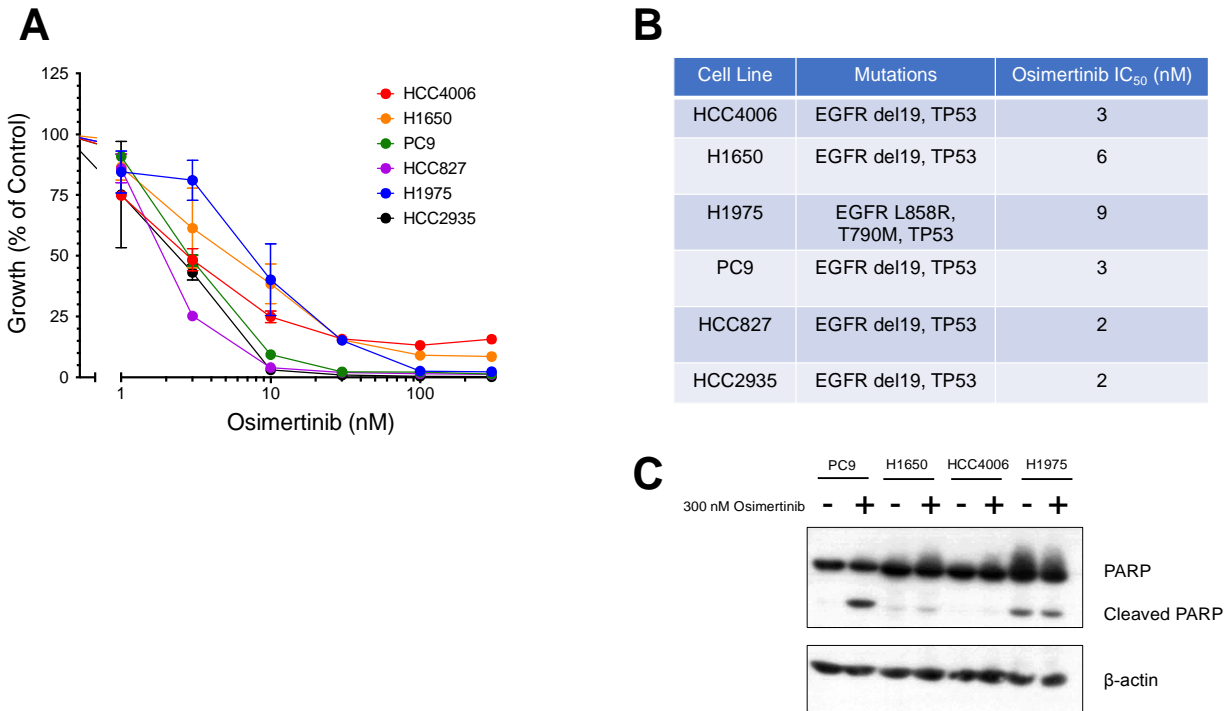 A
125
100
75
50
25
0
1
10
100
Growth (% of Control)
Osimertinib (nM)
HCC4006
H1650
PC9
HCC827
H1975
HCC2935
B
Cell Line Mutations Osimertinib IC50 (nM)
HCC4006 EGFR del19, TP53 3
H1650 EGFR del19, TP53 6
H1975 EGFR L858R, T790M, TP53 9
PC9 EGFR del19, TP53 3
HCC827 EGFR del19, TP53 2
HCC2935 EGFR del19, TP53 2
C
PC9 H1650 HCC4006 H1975
300 nM Osimertinib - + - + - + - +
PARP
Cleaved PARP
β-actin